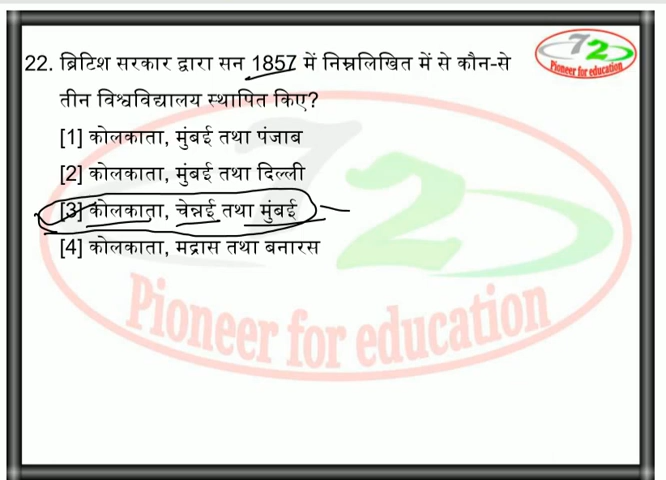 72
Pioneer for education
22. ब्रिटिश सरकार द्वारा सन 1857 में निम्नलिखित में से कौन-से
तीन विश्वविद्यालय स्थापित किए?
[1] कोलकाता, मुंबई तथा पंजाब
[2] कोलकाता, मुंबई तथा दिल्ली
[3] कोलकाता, चेन्नई तथा मुंबई
[4] कोलकाता, मद्रास तथा बनारस
72
Pioneer for education